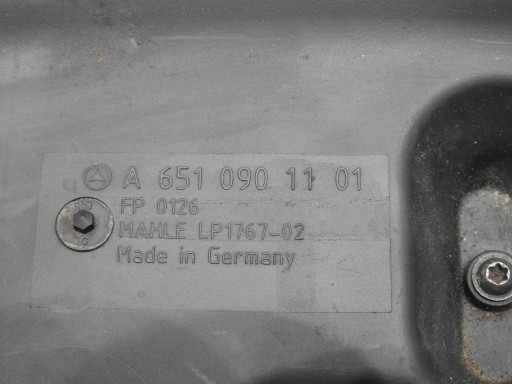 A 651 090 11 01
FP 0126
MAHLE LP1767-02
Made in Germany